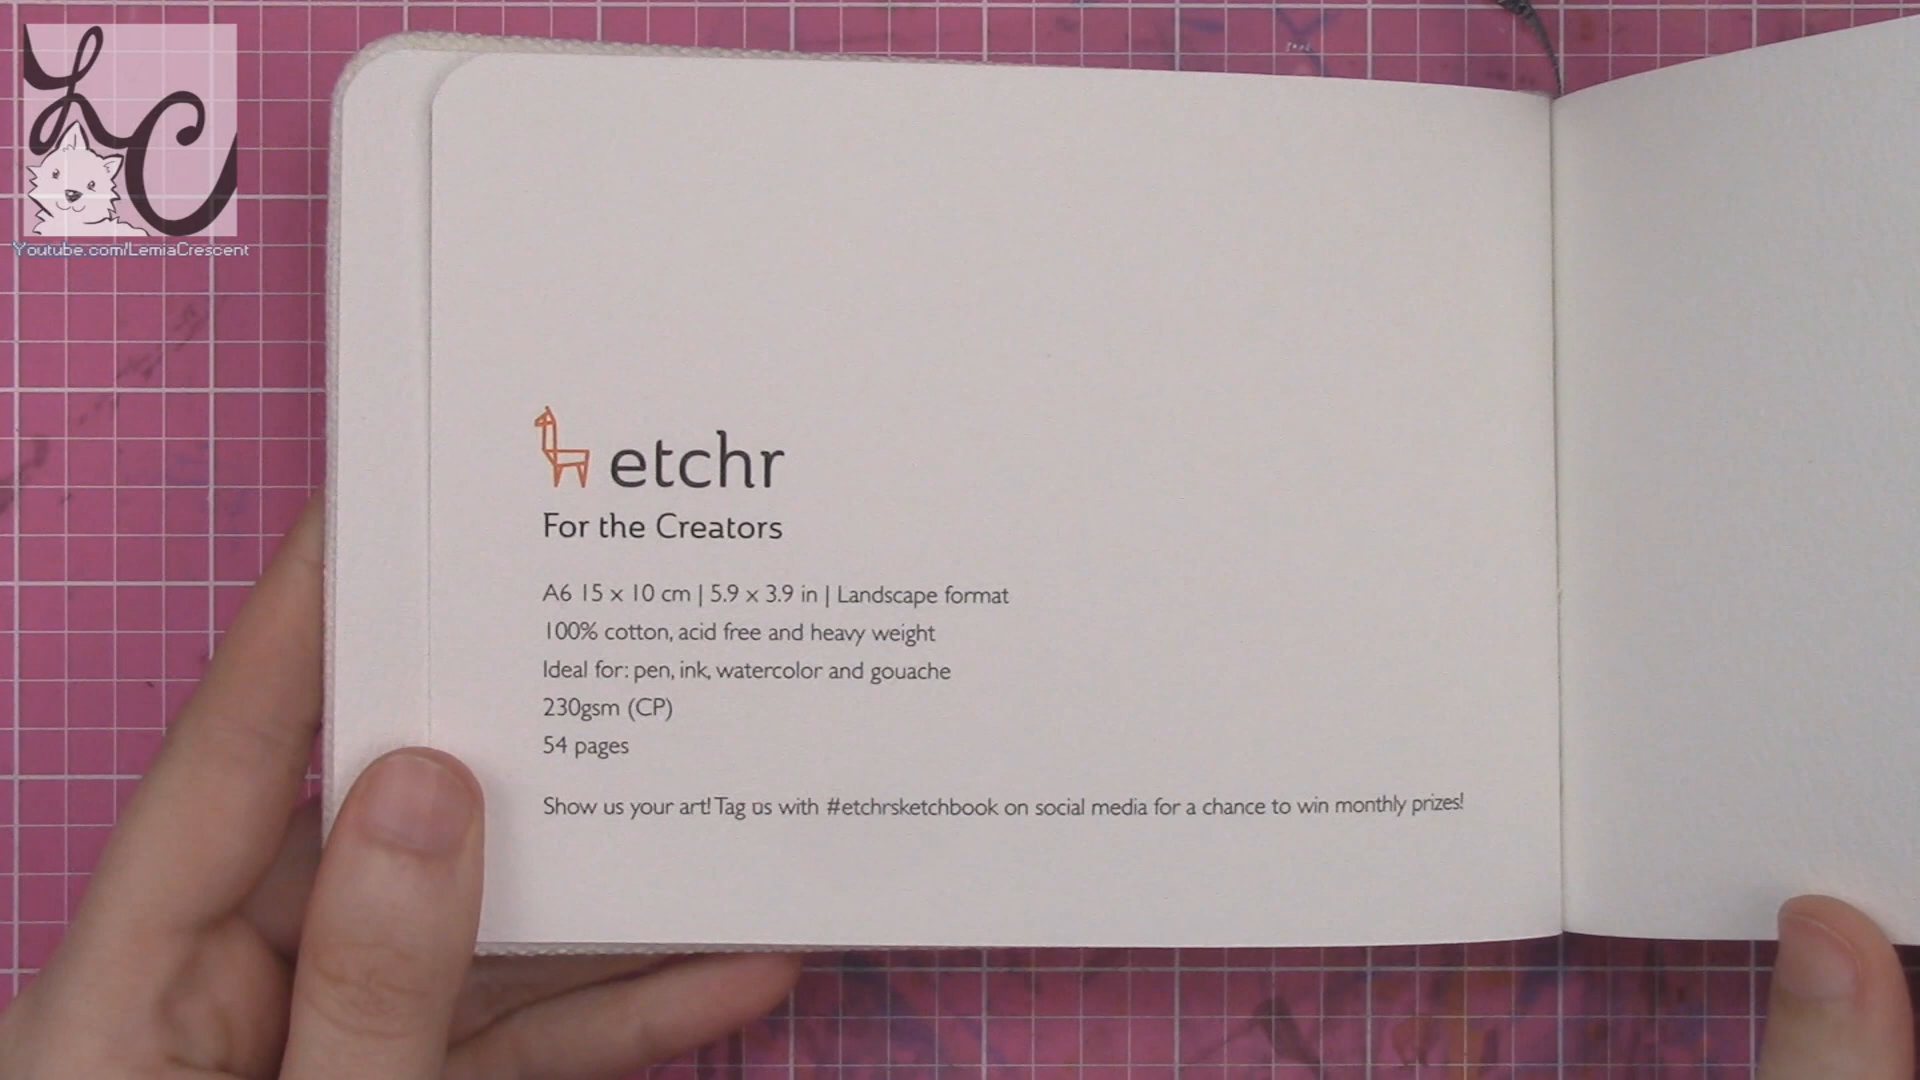 LC
Youtube.com/LemiaCrescent
etchr
For the Creators
A6 15 x 10 cm | 5.9 x 3.9 in | Landscape format
100% cotton, acid free and heavy weight
Ideal for: pen, ink, watercolor and gouache
230gsm (CP)
54 pages
Show us your art! Tag us with #etchrsketchbook on social media for a chance to win monthly prizes!